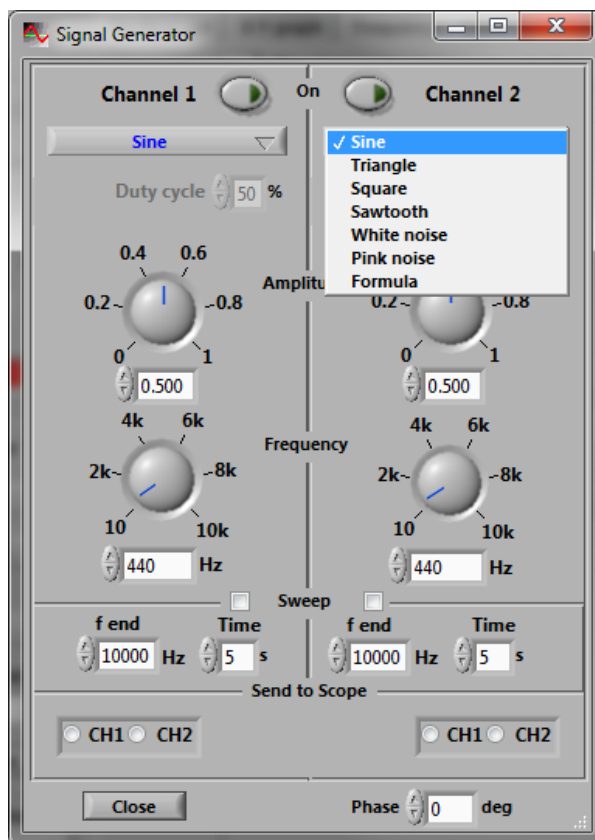 Signal Generator
Channel 1 On Channel 2
Sine
✓ Sine
Triangle
Square
Sawtooth
White noise
Pink noise
Formula
Duty cycle 50 %
0.4 0.6
Amplitu
0.2 0.8
0.2 0.8
0 1
0 1
0.500
0.500
4k 6k
4k 6k
Frequency
2k 8k
2k 8k
10 10k
10 10k
440 Hz
440 Hz
Sweep
f end Time
f end Time
10000 Hz 5 s
10000 Hz 5 s
Send to Scope
CH1 CH2
CH1 CH2
Close
Phase 0 deg